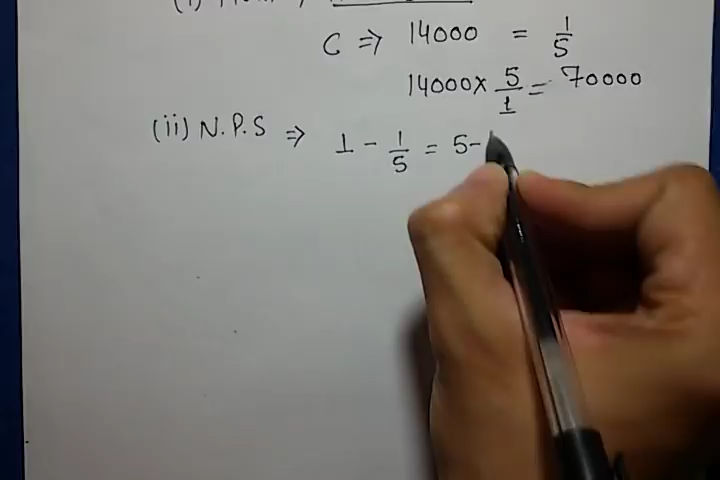 C ⇒ 14000 = 1/5
14000 x 5/1 = 70000
(ii) N.P.S ⇒ 1 - 1/5 = 5-